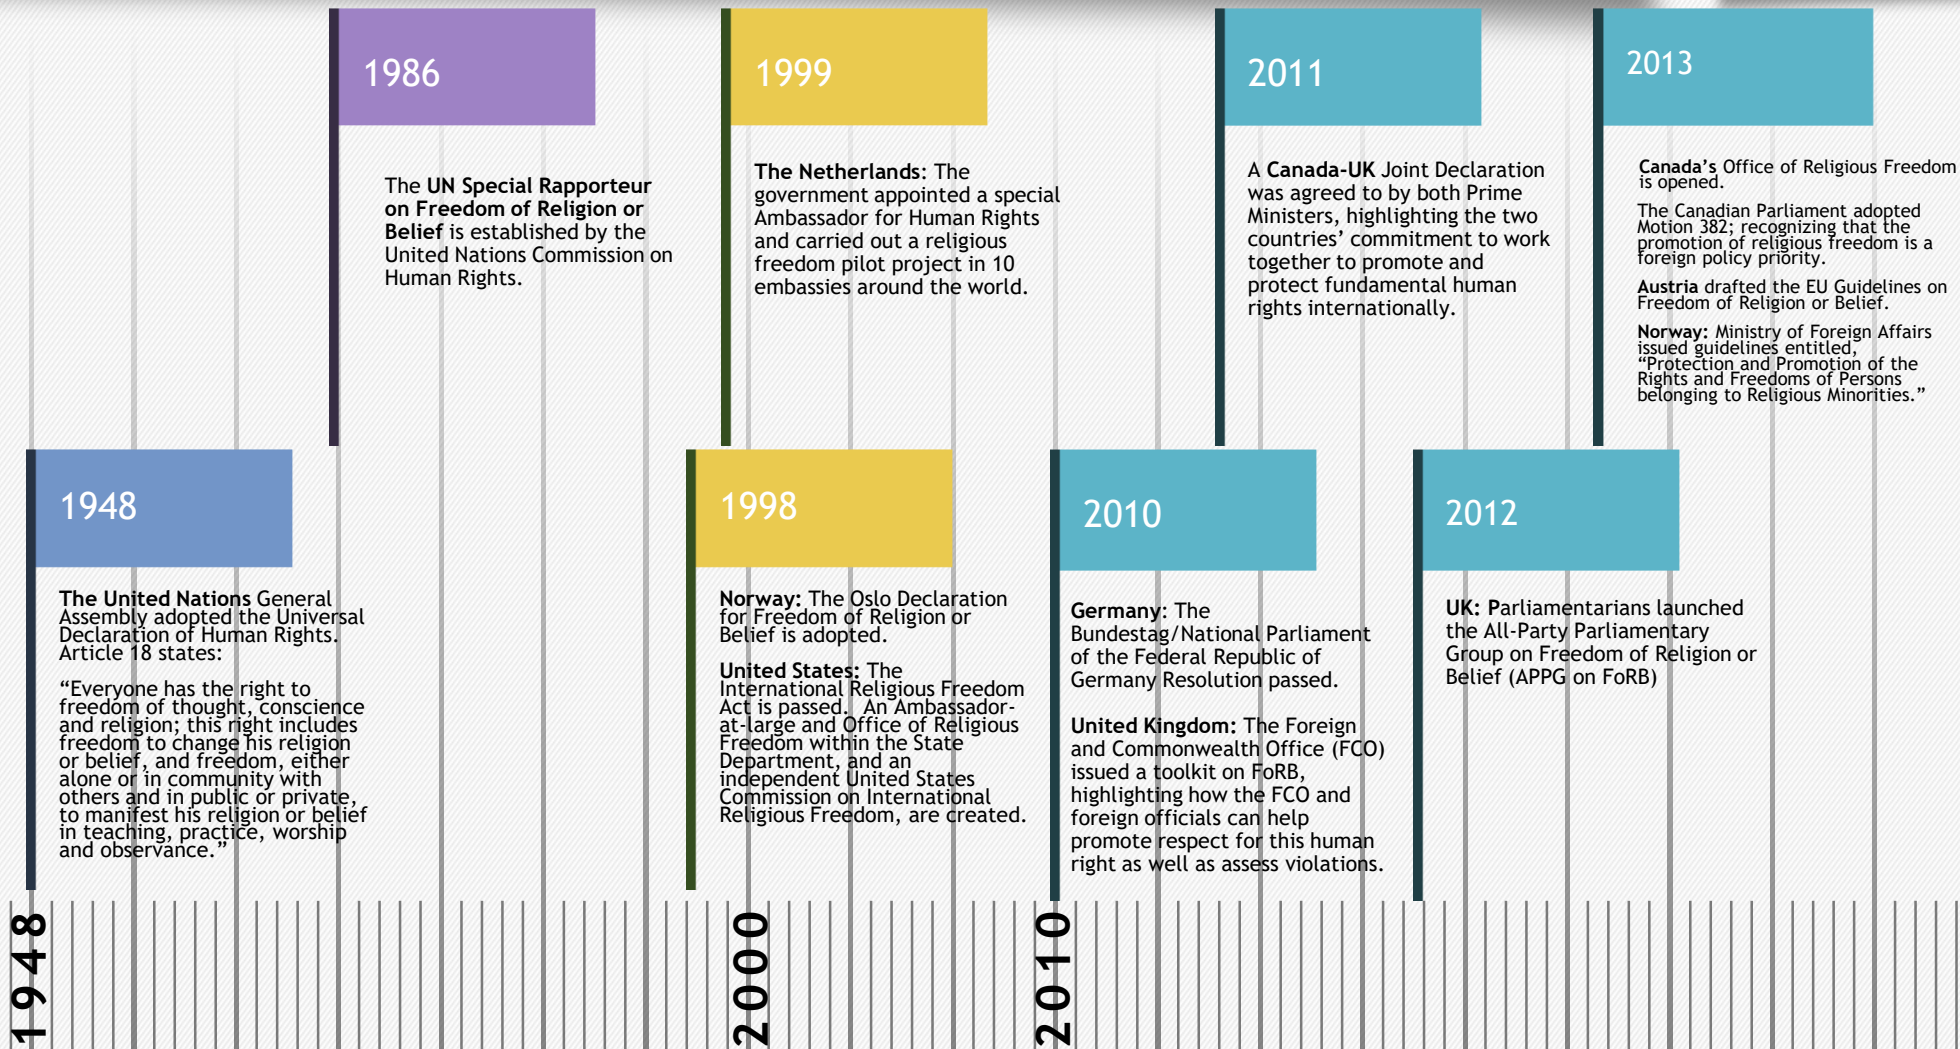 1986
The UN Special Rapporteur
on Freedom of Religion or
Belief is established by the
United Nations Commission on
Human Rights.
1999
The Netherlands: The
government appointed a special
Ambassador for Human Rights
and carried out a religious
freedom pilot project in 10
embassies around the world.
2011
A Canada-UK Joint Declaration
was agreed to by both Prime
Ministers, highlighting the two
countries’ commitment to work
together to promote and
protect fundamental human
rights internationally.
2013
Canada’s Office of Religious Freedom
is opened.
The Canadian Parliament adopted
Motion 382; recognizing that the
promotion of religious freedom is a
foreign policy priority.
Austria drafted the EU Guidelines on
Freedom of Religion or Belief.
Norway: Ministry of Foreign Affairs
issued guidelines entitled,
“Protection and Promotion of the
Rights and Freedoms of Persons
belonging to Religious Minorities.”
1948
The United Nations General
Assembly adopted the Universal
Declaration of Human Rights.
Article 18 states:
“Everyone has the right to
freedom of thought, conscience
and religion; this right includes
freedom to change his religion
or belief, and freedom, either
alone or in community with
others and in public or private,
to manifest his religion or belief
in teaching, practice, worship
and observance.”
1998
Norway: The Oslo Declaration
for Freedom of Religion or
Belief is adopted.
United States: The
International Religious Freedom
Act is passed.  An Ambassador-
at-large and Office of Religious
Freedom within the State
Department, and an
independent United States
Commission on International
Religious Freedom, are created.
2010
Germany: The
Bundestag/National Parliament
of the Federal Republic of
Germany Resolution passed.
United Kingdom: The Foreign
and Commonwealth Office (FCO)
issued a toolkit on FoRB,
highlighting how the FCO and
foreign officials can help
promote respect for this human
right as well as assess violations.
2012
UK: Parliamentarians launched
the All-Party Parliamentary
Group on Freedom of Religion or
Belief (APPG on FoRB)
1948
2000
2010